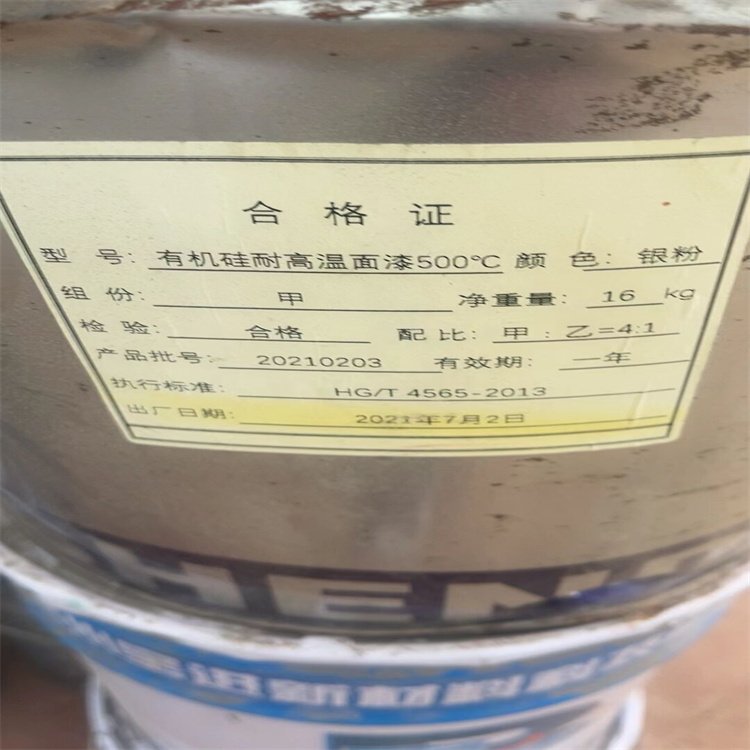 合格证
型号: 有机硅耐高温面漆500℃ 颜色: 银粉
组份: 甲 净重量: 16 kg
检验: 合格 配比: 甲:乙=4:1
产品批号: 20210203 有效期: 一年
执行标准: HG/T 4565-2013
出厂日期: 2021年7月2日
HEN